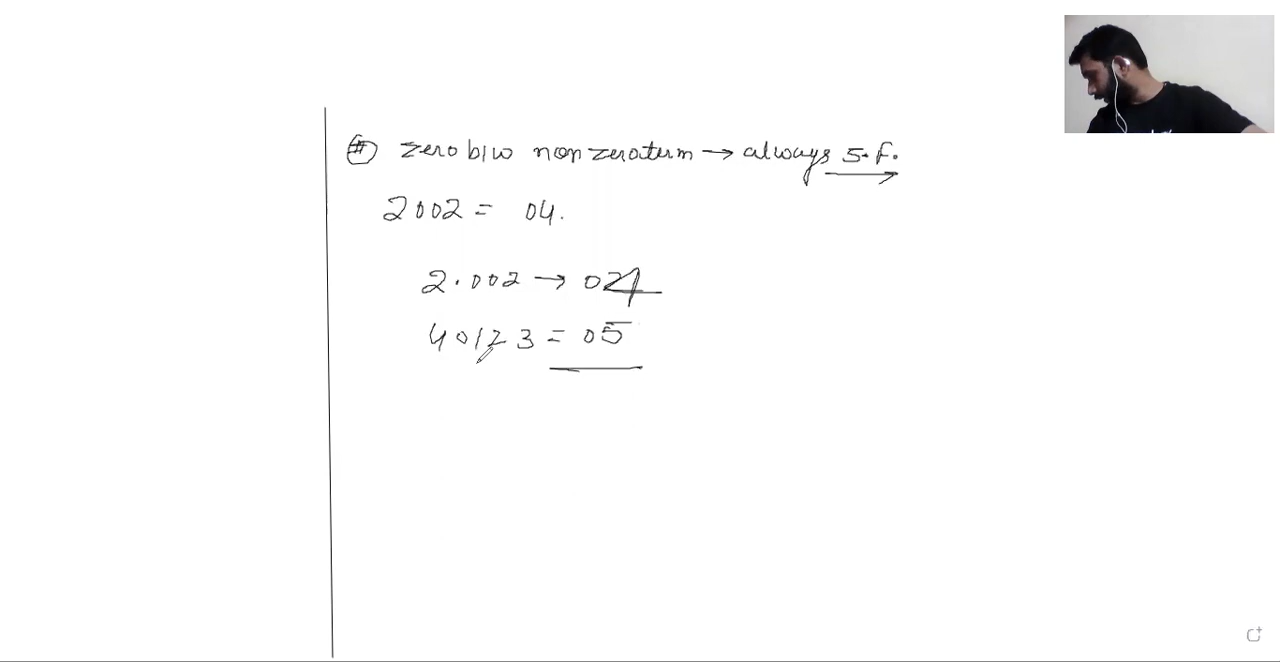 # zero b/w non zero term → always S.F.
2002 = 04.
2.002 → 04
40123 = 05